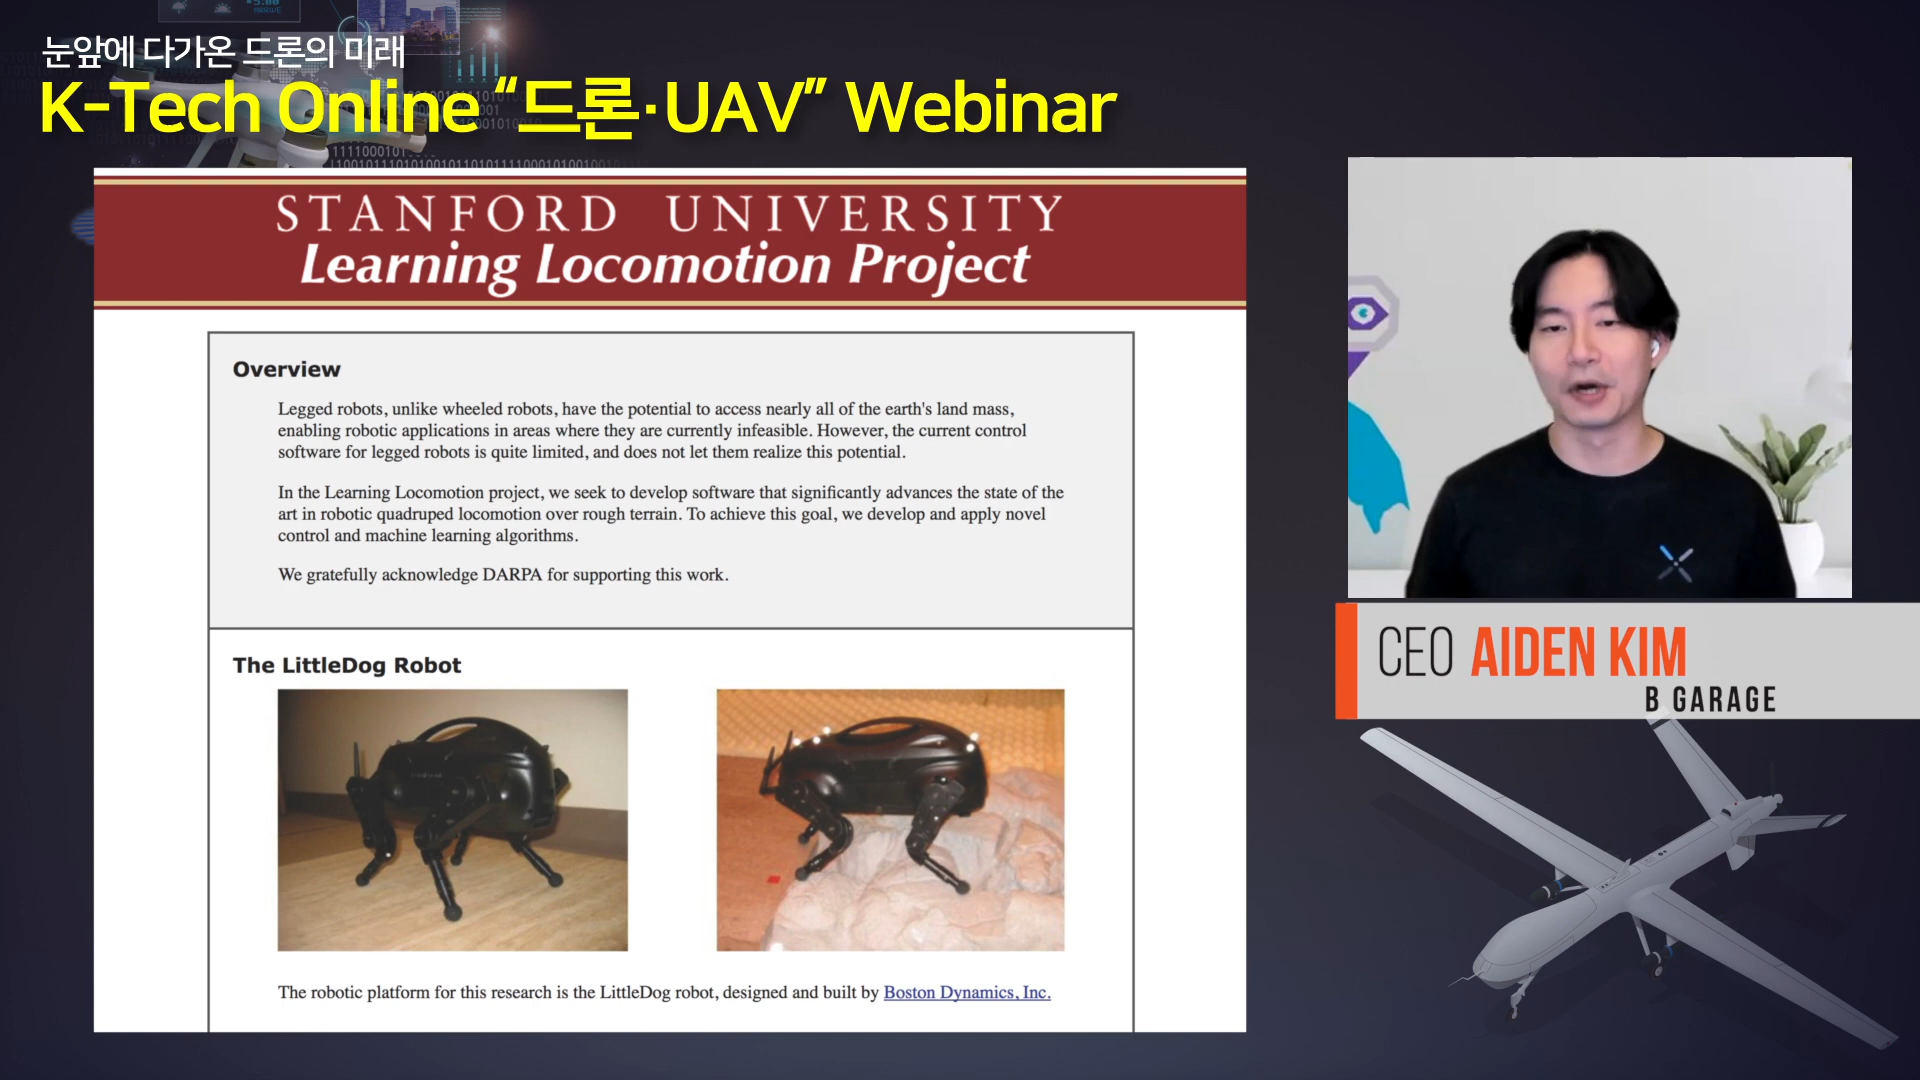 눈앞에 다가온 드론의 미래
K-Tech Online “드론·UAV” Webinar
STANFORD UNIVERSITY
Learning Locomotion Project
Overview
Legged robots, unlike wheeled robots, have the potential to access nearly all of the earth's land mass,
enabling robotic applications in areas where they are currently infeasible. However, the current control
software for legged robots is quite limited, and does not let them realize this potential.
In the Learning Locomotion project, we seek to develop software that significantly advances the state of the
art in robotic quadruped locomotion over rough terrain. To achieve this goal, we develop and apply novel
control and machine learning algorithms.
We gratefully acknowledge DARPA for supporting this work.
The LittleDog Robot
The robotic platform for this research is the LittleDog robot, designed and built by Boston Dynamics, Inc.
CEO AIDEN KIM
B GARAGE